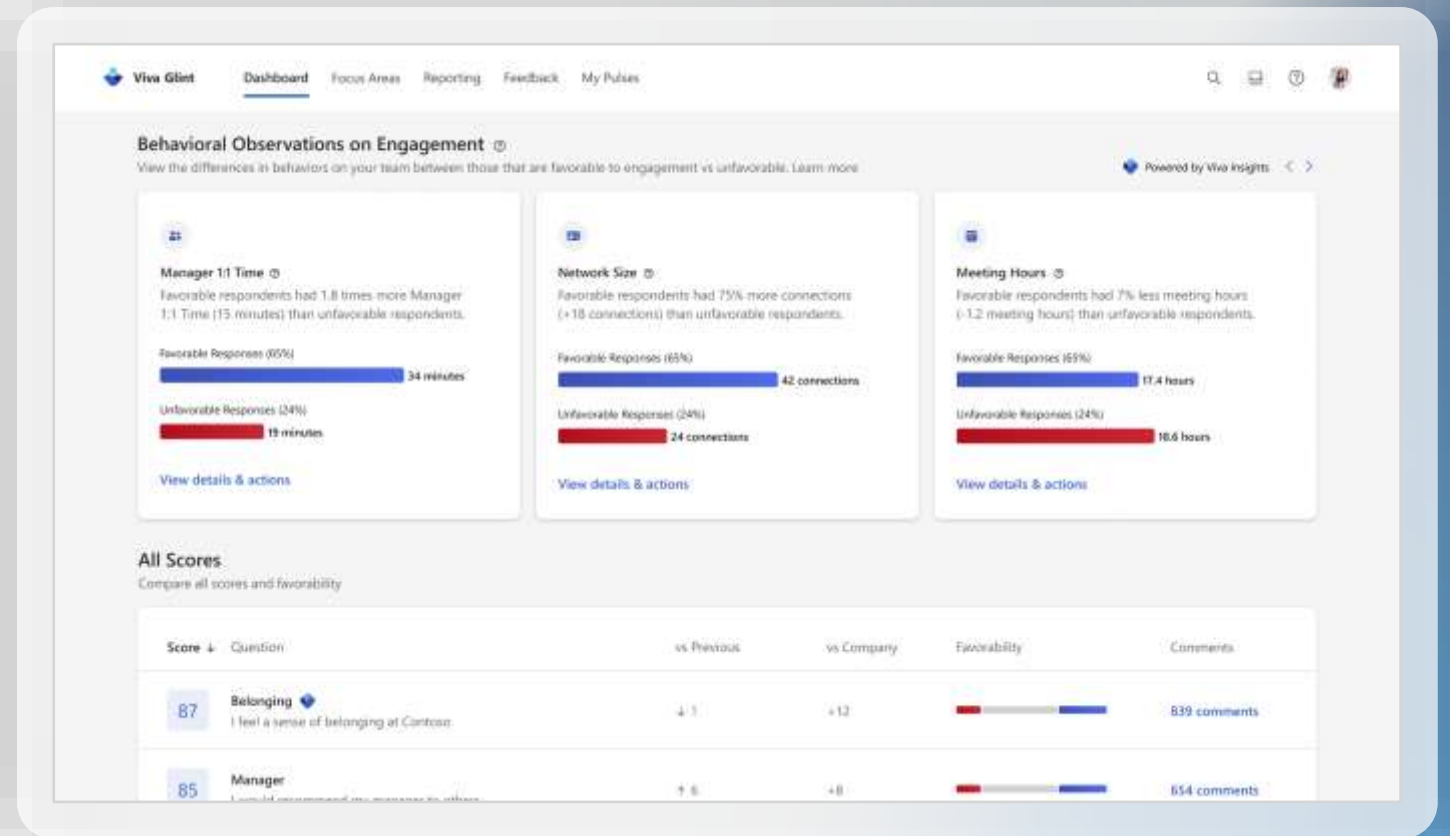 Viva Glint Dashboard Focus Areas Reporting Feedback My Pulses
Behavioral Observations on Engagement
View the differences in behaviors on your team between those that are favorable to engagement vs unfavorable. Learn more
Powered by Viva Insights
Manager 1:1 Time
Favorable respondents had 1.8 times more Manager
1:1 Time (15 minutes) than unfavorable respondents.
Favorable Responses (65%)
34 minutes
Unfavorable Responses (24%)
19 minutes
View details & actions
Network Size
Favorable respondents had 75% more connections
(+18 connections) than unfavorable respondents.
Favorable Responses (65%)
42 connections
Unfavorable Responses (24%)
24 connections
View details & actions
Meeting Hours
Favorable respondents had 7% less meeting hours
(-1.2 meeting hours) than unfavorable respondents.
Favorable Responses (65%)
17.4 hours
Unfavorable Responses (24%)
18.6 hours
View details & actions
All Scores
Compare all scores and favorability
Score ↓ Question vs Previous vs Company Favorability Comments
87 Belonging ↓ 1 +12 839 comments
I feel a sense of belonging at Contoso
85 Manager ↑ 6 +8 654 comments
I would recommend my manager to others